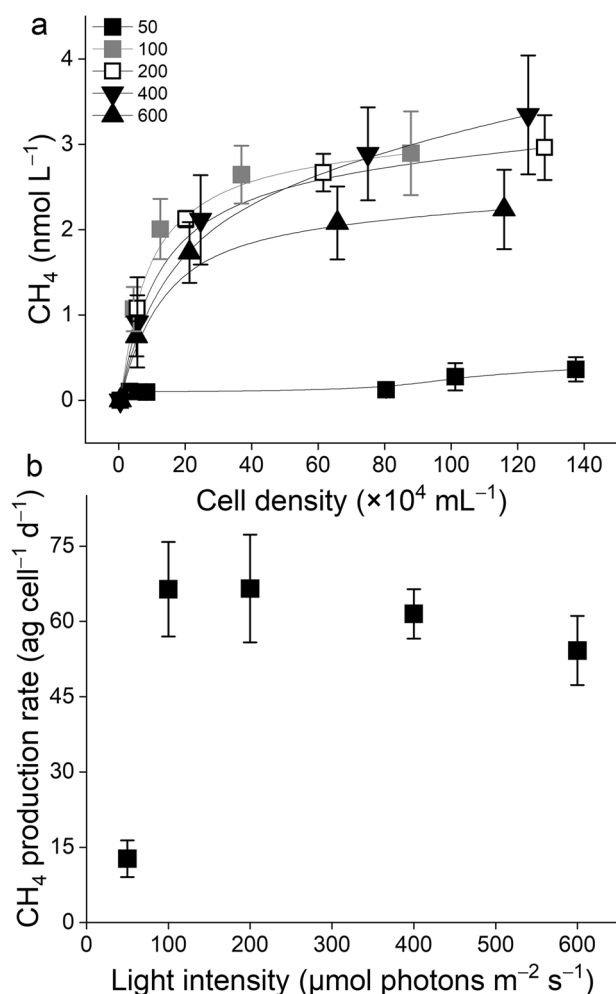 a
50
100
200
400
600
4
3
2
1
0
CH₄ (nmol L⁻¹)
0 20 40 60 80 100 120 140
Cell density (×10⁴ mL⁻¹)
b
75
60
45
30
15
0
CH₄ production rate (ag cell⁻¹ d⁻¹)
0 100 200 300 400 500 600
Light intensity (μmol photons m⁻² s⁻¹)